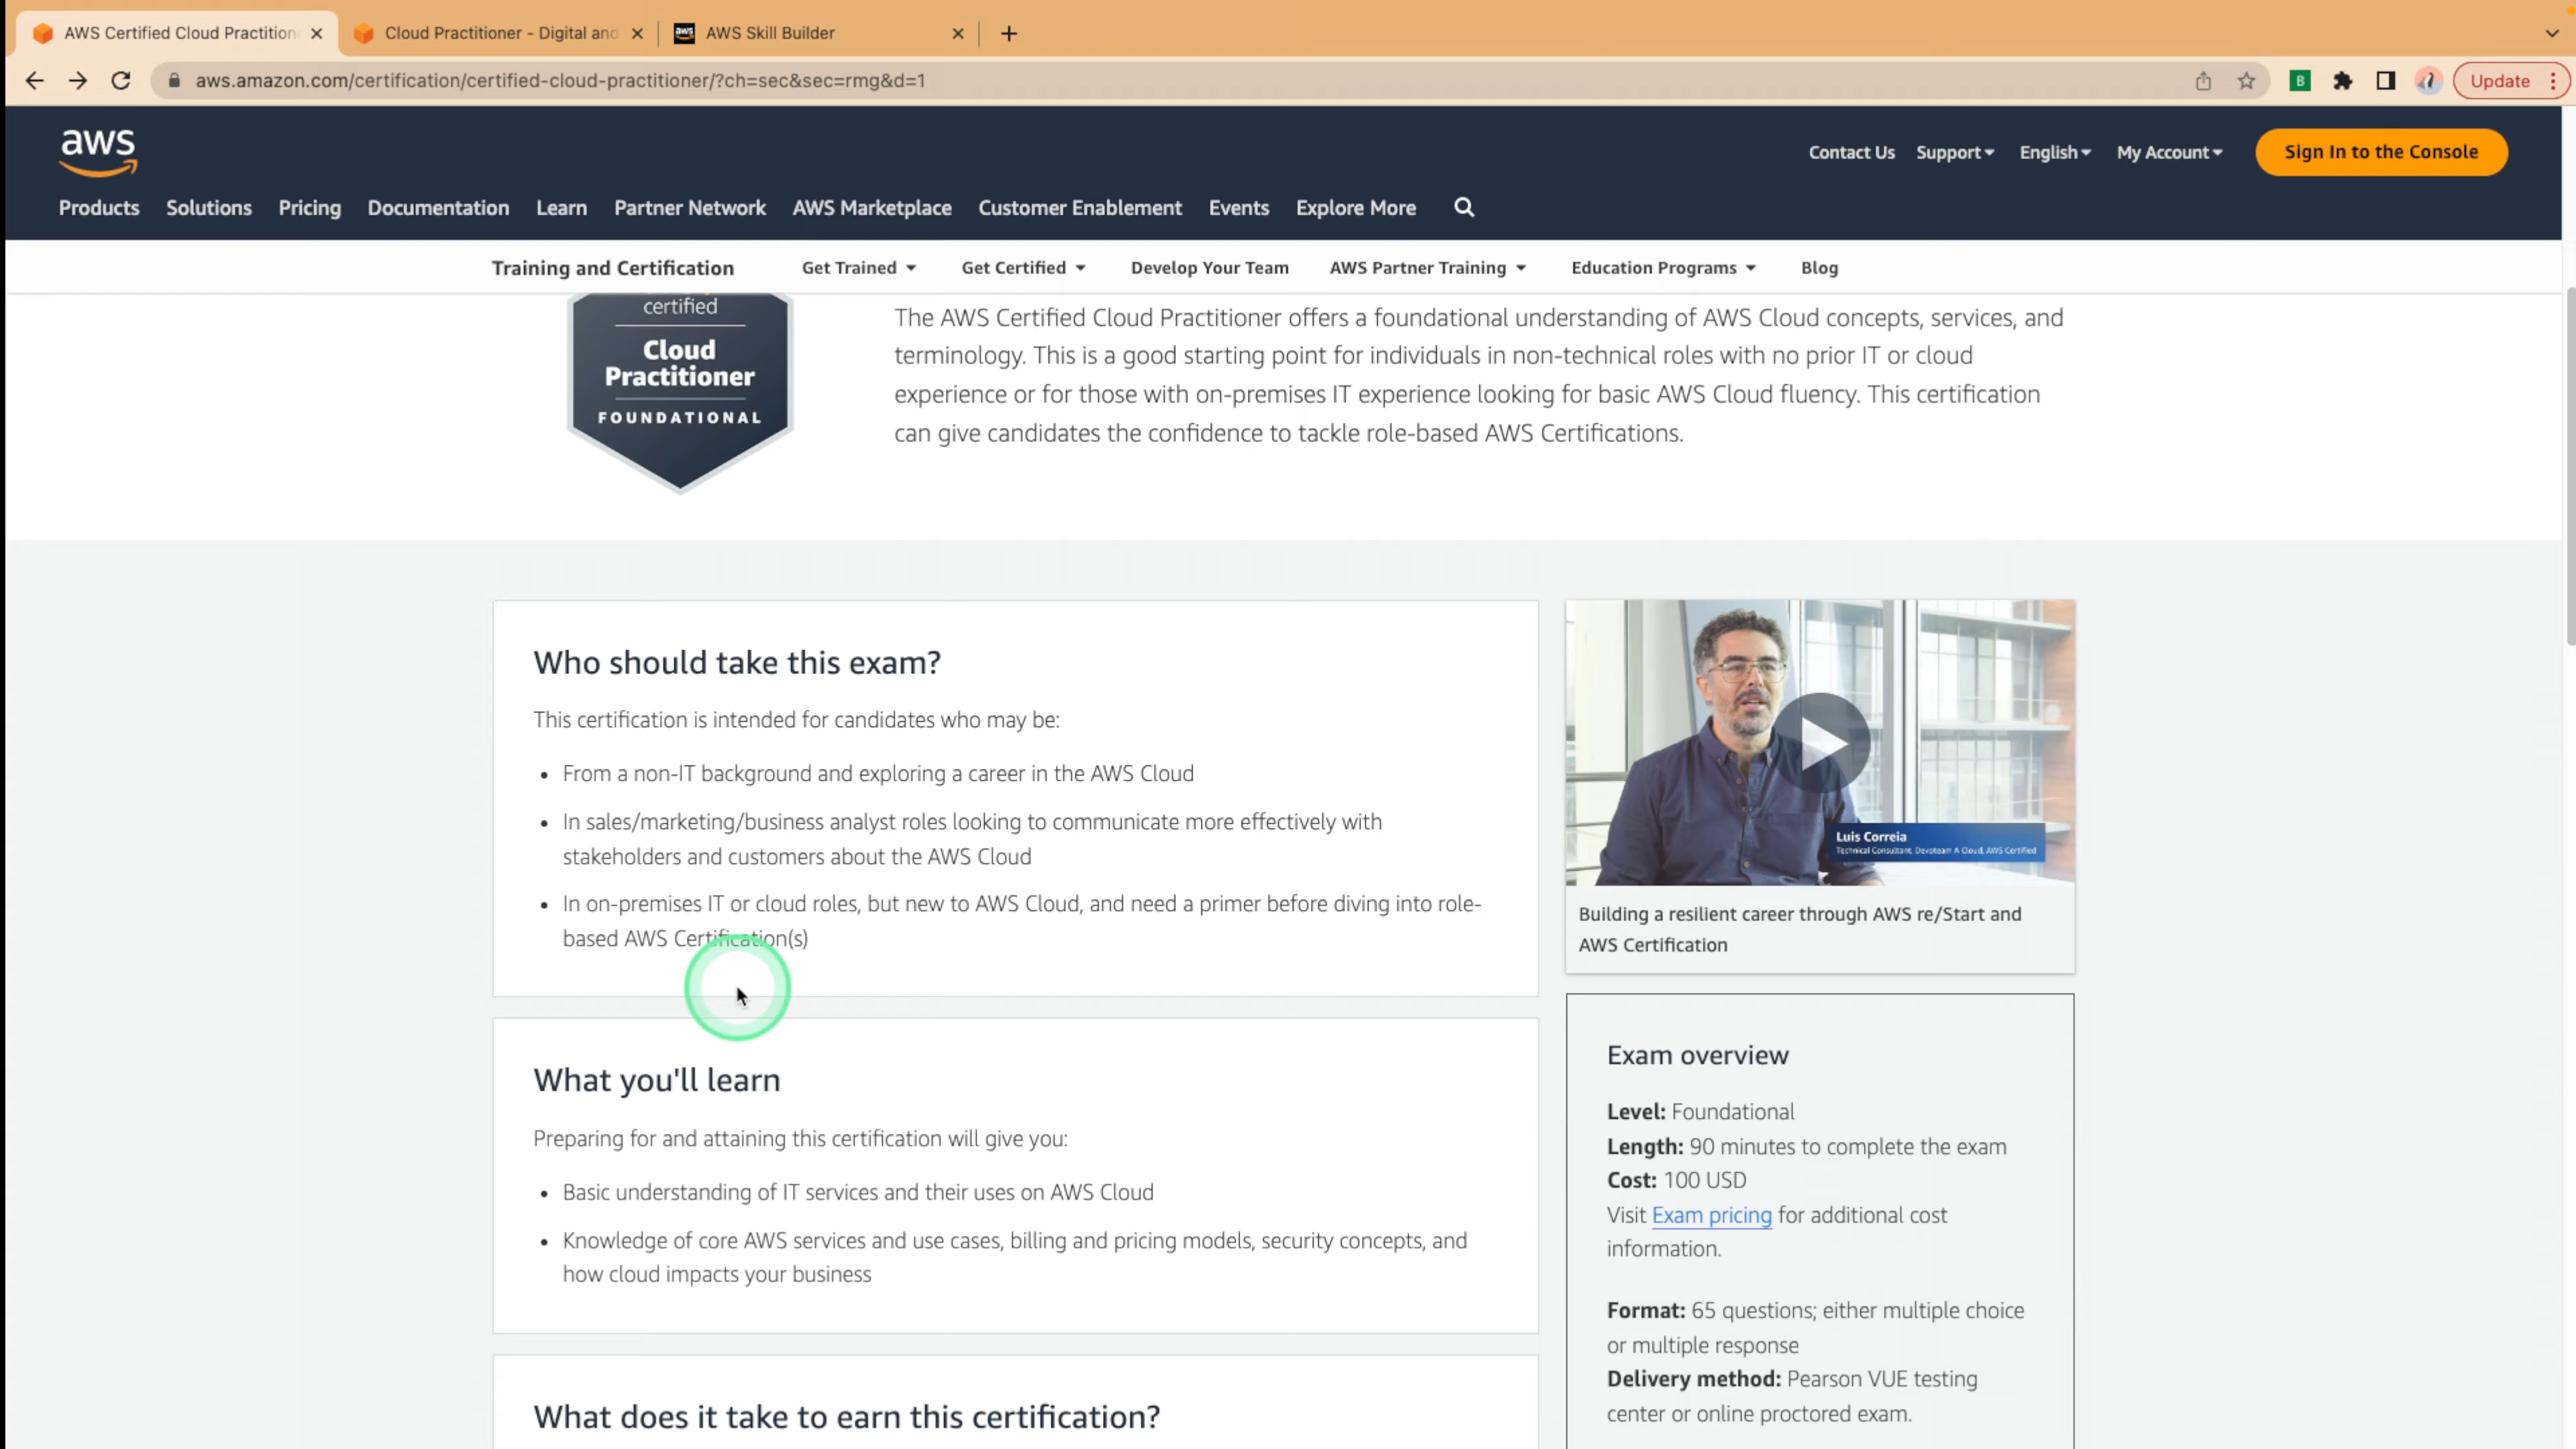 AWS Certified Cloud Practition
Cloud Practitioner - Digital and
aws
AWS Skill Builder
aws.amazon.com/certification/certified-cloud-practitioner/?ch=sec&sec=rmg&d=1
B
Update
aws
Contact Us
Support
English
My Account
Sign In to the Console
Products
Solutions
Pricing
Documentation
Learn
Partner Network
AWS Marketplace
Customer Enablement
Events
Explore More
Training and Certification
Get Trained
Get Certified
Develop Your Team
AWS Partner Training
Education Programs
Blog
certified
Cloud
Practitioner
FOUNDATIONAL
The AWS Certified Cloud Practitioner offers a foundational understanding of AWS Cloud concepts, services, and
terminology. This is a good starting point for individuals in non-technical roles with no prior IT or cloud
experience or for those with on-premises IT experience looking for basic AWS Cloud fluency. This certification
can give candidates the confidence to tackle role-based AWS Certifications.
Who should take this exam?
This certification is intended for candidates who may be:
• From a non-IT background and exploring a career in the AWS Cloud
• In sales/marketing/business analyst roles looking to communicate more effectively with
stakeholders and customers about the AWS Cloud
• In on-premises IT or cloud roles, but new to AWS Cloud, and need a primer before diving into role-
based AWS Certification(s)
What you'll learn
Preparing for and attaining this certification will give you:
• Basic understanding of IT services and their uses on AWS Cloud
• Knowledge of core AWS services and use cases, billing and pricing models, security concepts, and
how cloud impacts your business
What does it take to earn this certification?
Luis Correia
Technical Consultant, Devoteam A Cloud, AWS Certified
Building a resilient career through AWS re/Start and
AWS Certification
Exam overview
Level: Foundational
Length: 90 minutes to complete the exam
Cost: 100 USD
Visit Exam pricing for additional cost
information.
Format: 65 questions; either multiple choice
or multiple response
Delivery method: Pearson VUE testing
center or online proctored exam.